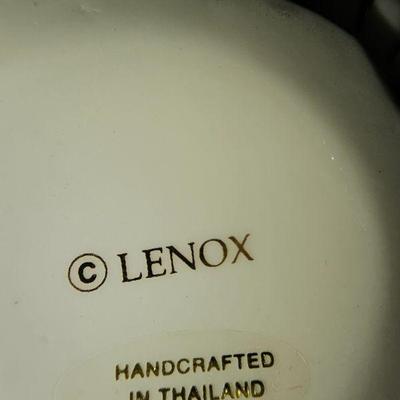 © LENOX
HANDCRAFTED
IN THAILAND